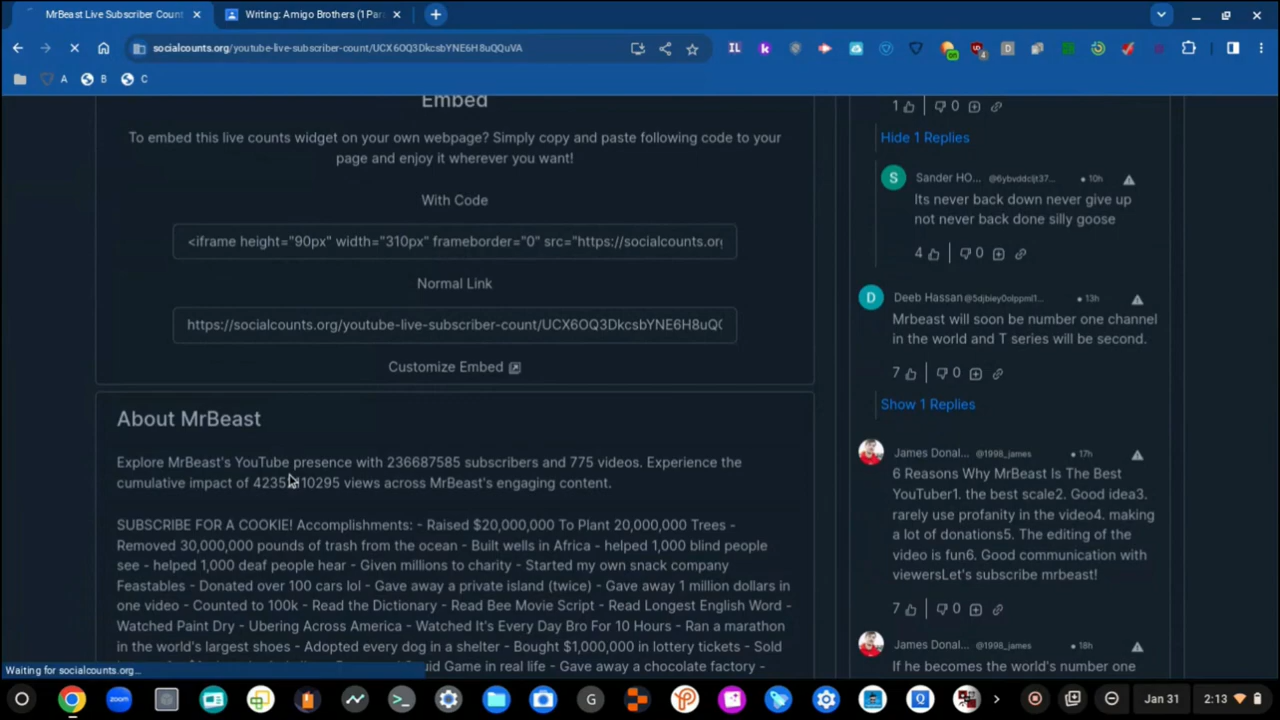 MrBeast Live Subscriber Count
Writing: Amigo Brothers (1 Par
socialcounts.org/youtube-live-subscriber-count/UCX6OQ3DkcsbYNE6H8uQQuVA
A B C
Embed
To embed this live counts widget on your own webpage? Simply copy and paste following code to your
page and enjoy it wherever you want!
With Code
<iframe height="90px" width="310px" frameborder="0" src="https://socialcounts.org
Normal Link
https://socialcounts.org/youtube-live-subscriber-count/UCX6OQ3DkcsbYNE6H8uQ
Customize Embed
About MrBeast
Explore MrBeast's YouTube presence with 236687585 subscribers and 775 videos. Experience the
cumulative impact of views across MrBeast's engaging content.
SUBSCRIBE FOR A COOKIE! Accomplishments: - Raised $20,000,000 To Plant 20,000,000 Trees -
Removed 30,000,000 pounds of trash from the ocean - Built wells in Africa - helped 1,000 blind people
see - helped 1,000 deaf people hear - Given millions to charity - Started my own snack company
Feastables - Donated over 100 cars lol - Gave away a private island (twice) - Gave away 1 million dollars in
one video - Counted to 100k - Read the Dictionary - Read Bee Movie Script - Read Longest English Word -
Watched Paint Dry - Ubering Across America - Watched It's Every Day Bro For 10 Hours - Ran a marathon
in the world's largest shoes - Adopted every dog in a shelter - Bought $1,000,000 in lottery tickets - Sold
Game in real life - Gave away a chocolate factory -
1 0
Hide 1 Replies
S Sander HO... • 10h
Its never back down never give up
not never back done silly goose
4 0
D Deeb Hassan • 13h
Mrbeast will soon be number one channel
in the world and T series will be second.
7 0
Show 1 Replies
James Donal... @1998_james • 17h
6 Reasons Why MrBeast Is The Best
YouTuber1. the best scale2. Good idea3.
rarely use profanity in the video4. making
a lot of donations5. The editing of the
video is fun6. Good communication with
viewersLet's subscribe mrbeast!
7 0
James Donal... @1998_james • 18h
If he becomes the world's number one
Waiting for socialcounts.org...
zoom
Jan 31 2:13